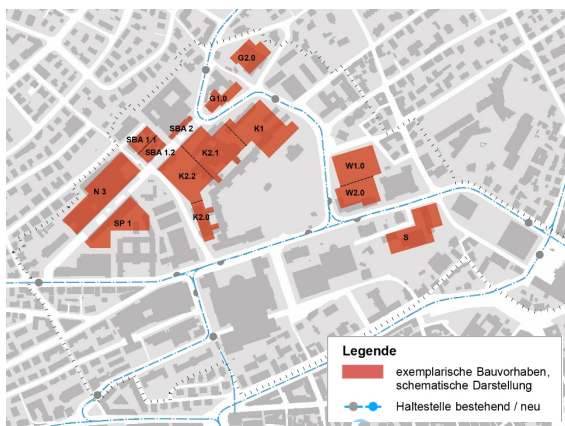 G2.0
G1.0
SBA 2
K1
SBA 1.1
K2.1
SBA 1.2
W1.0
K2.2
N 3
W2.0
SP 1
K2.0
S
Legende
exemplarische Bauvorhaben,
schematische Darstellung
Haltestelle bestehend / neu